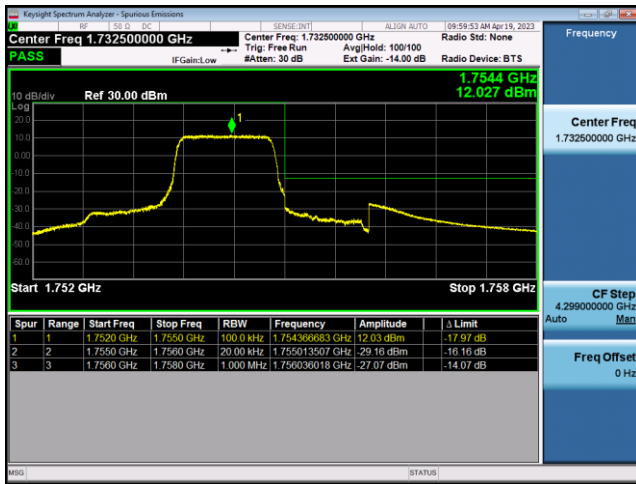 Keysight Spectrum Analyzer - Spurious Emissions
RF 50 Ω DC SENSE:INT ALIGN AUTO 09:59:53 AM Apr 19, 2023
Center Freq 1.732500000 GHz
PASS
IFGain:Low
Center Freq: 1.732500000 GHz
Trig: Free Run Avg|Hold: 100/100
#Atten: 30 dB Ext Gain: -14.00 dB
Radio Std: None
Radio Device: BTS
1.7544 GHz
12.027 dBm
10 dB/div Ref 30.00 dBm
Log
20.0
10.0
0.00
-10.0
-20.0
-30.0
-40.0
-50.0
-60.0
1
Start 1.752 GHz Stop 1.758 GHz
Spur Range Start Freq Stop Freq RBW Frequency Amplitude Δ Limit
1 1 1.7520 GHz 1.7550 GHz 100.0 kHz 1.754366683 GHz 12.03 dBm -17.97 dB
2 2 1.7550 GHz 1.7560 GHz 20.00 kHz 1.755013507 GHz -29.16 dBm -16.16 dB
3 3 1.7560 GHz 1.7580 GHz 1.000 MHz 1.756036018 GHz -27.07 dBm -14.07 dB
MSG STATUS
Frequency
Center Freq
1.732500000 GHz
CF Step
4.299000000 GHz
Auto Man
Freq Offset
0 Hz